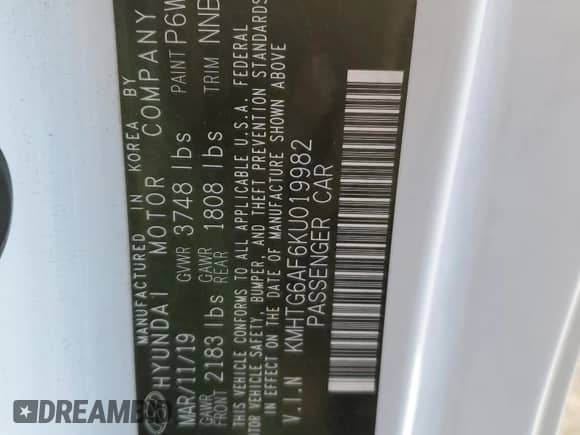 MANUFACTURED IN KOREA BY
HYUNDAI MOTOR COMPANY
MAR/11/19 GVWR 3748 lbs PAINT P6W
GAWR FRONT 2183 lbs GAWR REAR 1808 lbs TRIM NNB
THIS VEHICLE CONFORMS TO ALL APPLICABLE U.S.A. FEDERAL
MOTOR VEHICLE SAFETY, BUMPER, AND THEFT PREVENTION STANDARDS
IN EFFECT ON THE DATE OF MANUFACTURE SHOWN ABOVE
V.I.N KMHTG6AF6KU019982
PASSENGER CAR